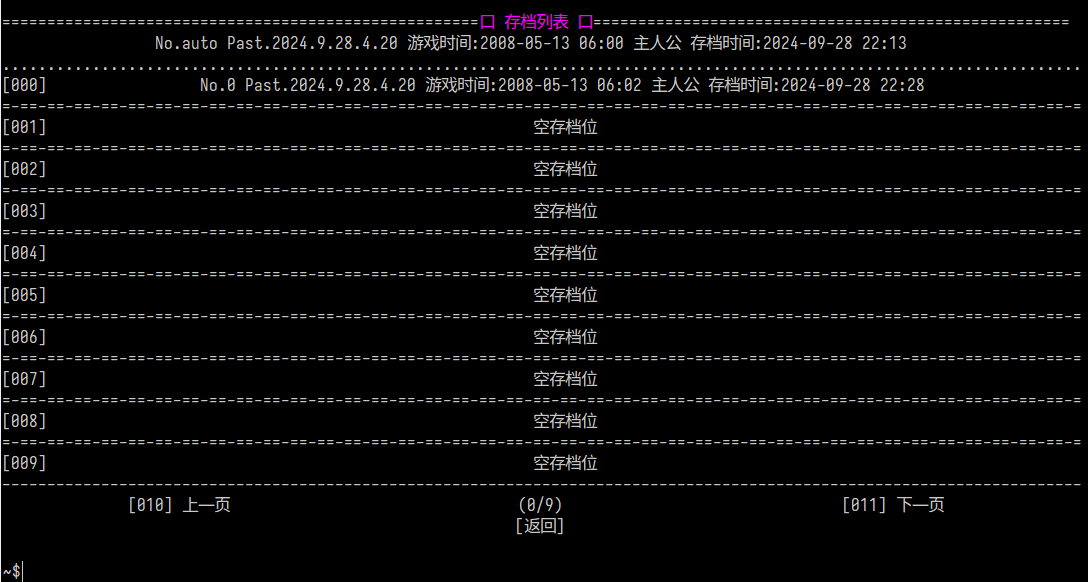 =====================================================口 存档列表 口=====================================================
No.auto Past.2024.9.28.4.20 游戏时间:2008-05-13 06:00 主人公 存档时间:2024-09-28 22:13
........................................................................................................................
[000] No.0 Past.2024.9.28.4.20 游戏时间:2008-05-13 06:02 主人公 存档时间:2024-09-28 22:28
=-==-==-==-==-==-==-==-==-==-==-==-==-==-==-==-==-==-==-==-==-==-==-==-==-==-==-==-==-==-==-==-==-==-==-==-==-==-==-==-=
[001] 空存档位
=-==-==-==-==-==-==-==-==-==-==-==-==-==-==-==-==-==-==-==-==-==-==-==-==-==-==-==-==-==-==-==-==-==-==-==-==-==-==-==-=
[002] 空存档位
=-==-==-==-==-==-==-==-==-==-==-==-==-==-==-==-==-==-==-==-==-==-==-==-==-==-==-==-==-==-==-==-==-==-==-==-==-==-==-==-=
[003] 空存档位
=-==-==-==-==-==-==-==-==-==-==-==-==-==-==-==-==-==-==-==-==-==-==-==-==-==-==-==-==-==-==-==-==-==-==-==-==-==-==-==-=
[004] 空存档位
=-==-==-==-==-==-==-==-==-==-==-==-==-==-==-==-==-==-==-==-==-==-==-==-==-==-==-==-==-==-==-==-==-==-==-==-==-==-==-==-=
[005] 空存档位
=-==-==-==-==-==-==-==-==-==-==-==-==-==-==-==-==-==-==-==-==-==-==-==-==-==-==-==-==-==-==-==-==-==-==-==-==-==-==-==-=
[006] 空存档位
=-==-==-==-==-==-==-==-==-==-==-==-==-==-==-==-==-==-==-==-==-==-==-==-==-==-==-==-==-==-==-==-==-==-==-==-==-==-==-==-=
[007] 空存档位
=-==-==-==-==-==-==-==-==-==-==-==-==-==-==-==-==-==-==-==-==-==-==-==-==-==-==-==-==-==-==-==-==-==-==-==-==-==-==-==-=
[008] 空存档位
=-==-==-==-==-==-==-==-==-==-==-==-==-==-==-==-==-==-==-==-==-==-==-==-==-==-==-==-==-==-==-==-==-==-==-==-==-==-==-==-=
[009] 空存档位
------------------------------------------------------------------------------------------------------------------------
[010] 上一页 (0/9) [011] 下一页
[返回]
~$